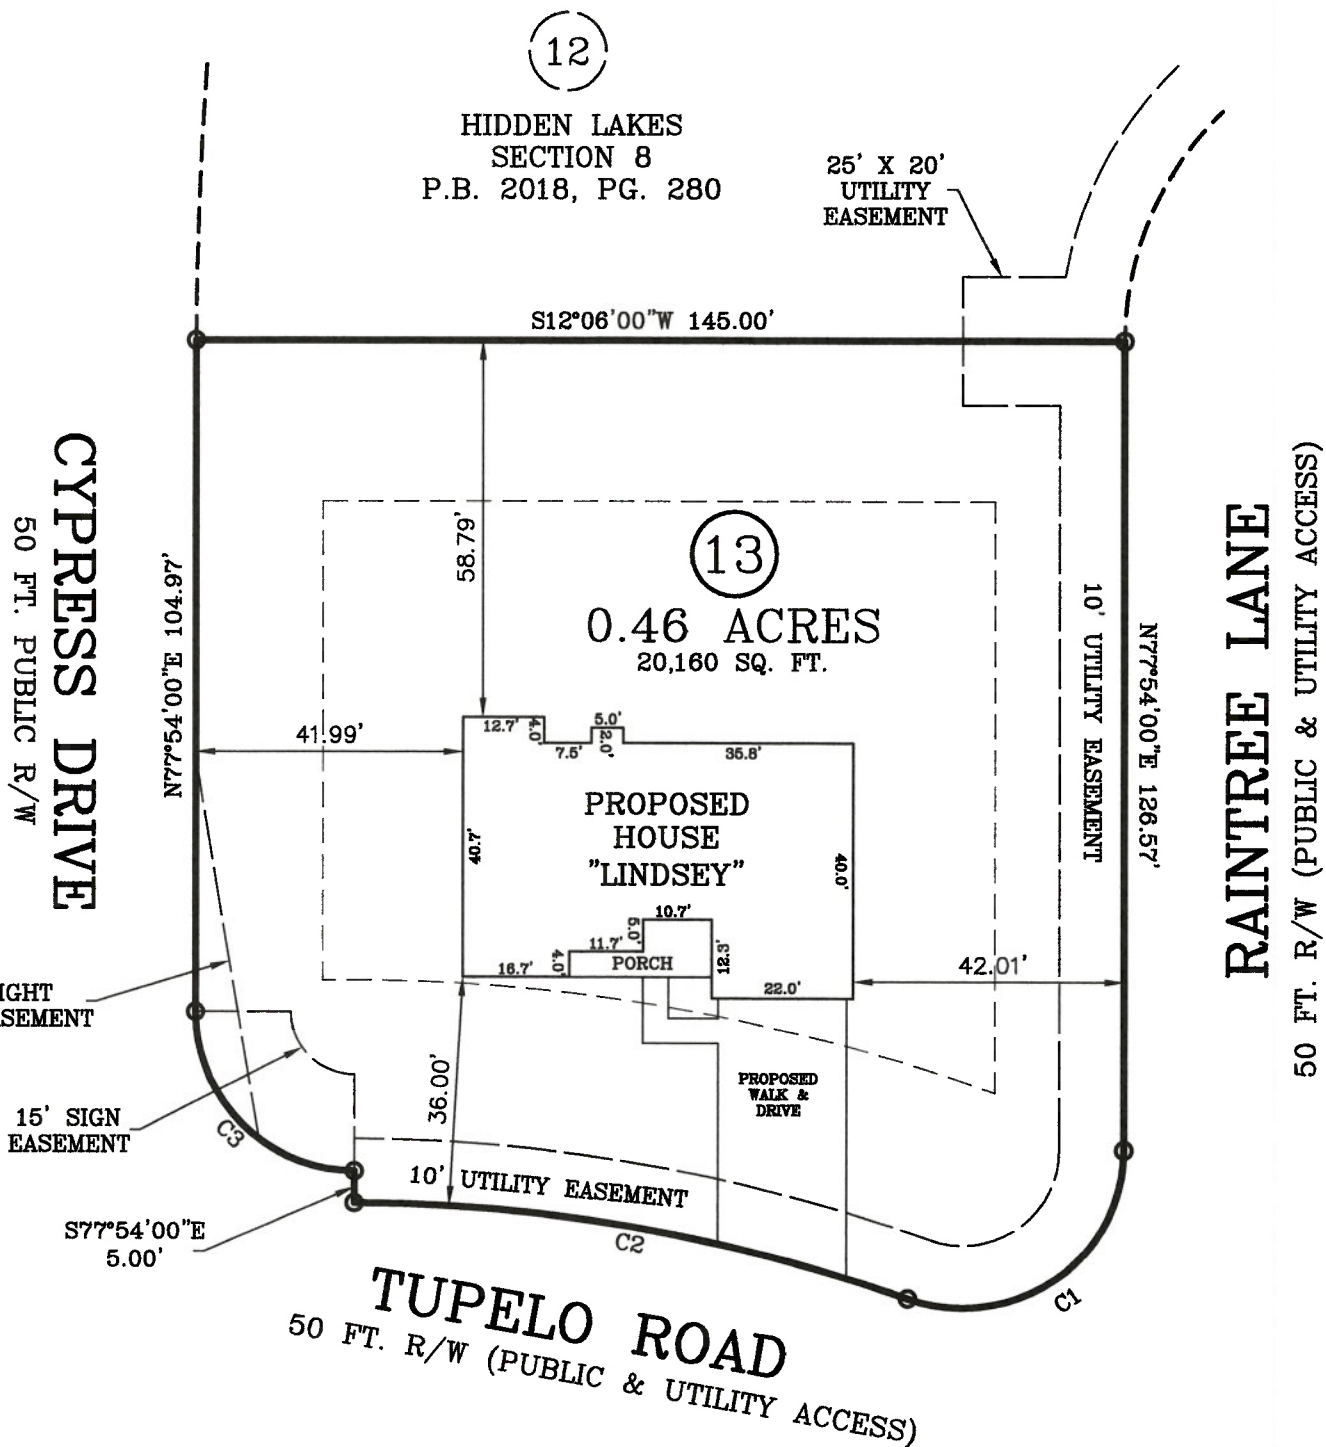 12
HIDDEN LAKES
SECTION 8
P.B. 2018, PG. 280
25' X 20'
UTILITY
EASEMENT
S12°06'00"W 145.00'
CYPRESS DRIVE
50 FT. PUBLIC R/W
N77°54'00"E 104.97'
58.79'
13
0.46 ACRES
20,160 SQ. FT.
10' UTILITY EASEMENT
N77°54'00"E 126.57'
RAINTREE LANE
50 FT. R/W (PUBLIC & UTILITY ACCESS)
41.99'
12.7'
4.0'
7.5'
5.0'
2.0'
35.8'
PROPOSED
HOUSE
"LINDSEY"
40.7'
40.0'
10.7'
5.0'
11.7'
4.0'
PORCH
12.3'
16.7'
22.0'
42.01'
IGHT
ASEMENT
36.00'
PROPOSED
WALK &
DRIVE
15' SIGN
EASEMENT
C3
10' UTILITY EASEMENT
S77°54'00"E
5.00'
C2
C1
TUPELO ROAD
50 FT. R/W (PUBLIC & UTILITY ACCESS)